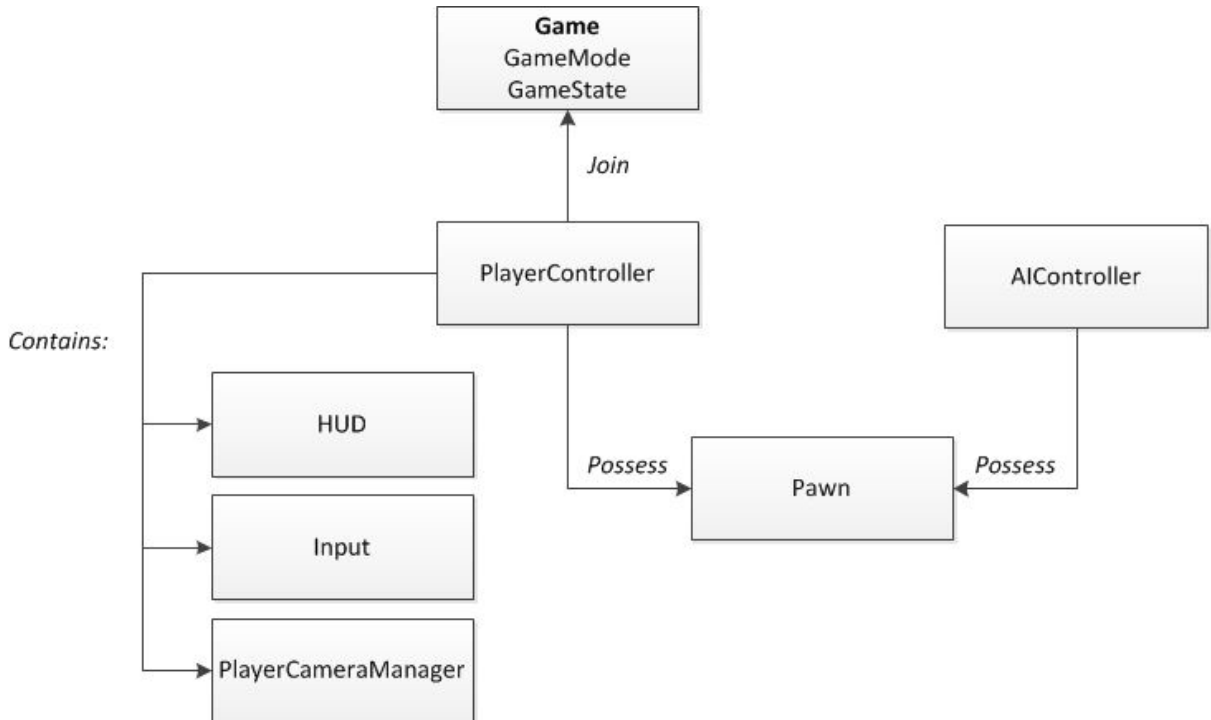 Game
GameMode
GameState
Join
PlayerController
AIController
Contains:
HUD
Possess
Possess
Pawn
Input
PlayerCameraManager